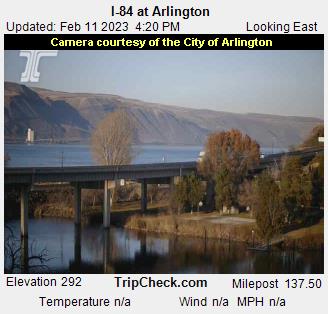 I-84 at Arlington
Updated: Feb 11 2023 4:20 PM Looking East
Camera courtesy of the City of Arlington
Elevation 292 TripCheck.com Milepost 137.50
Temperature n/a Wind n/a MPH n/a